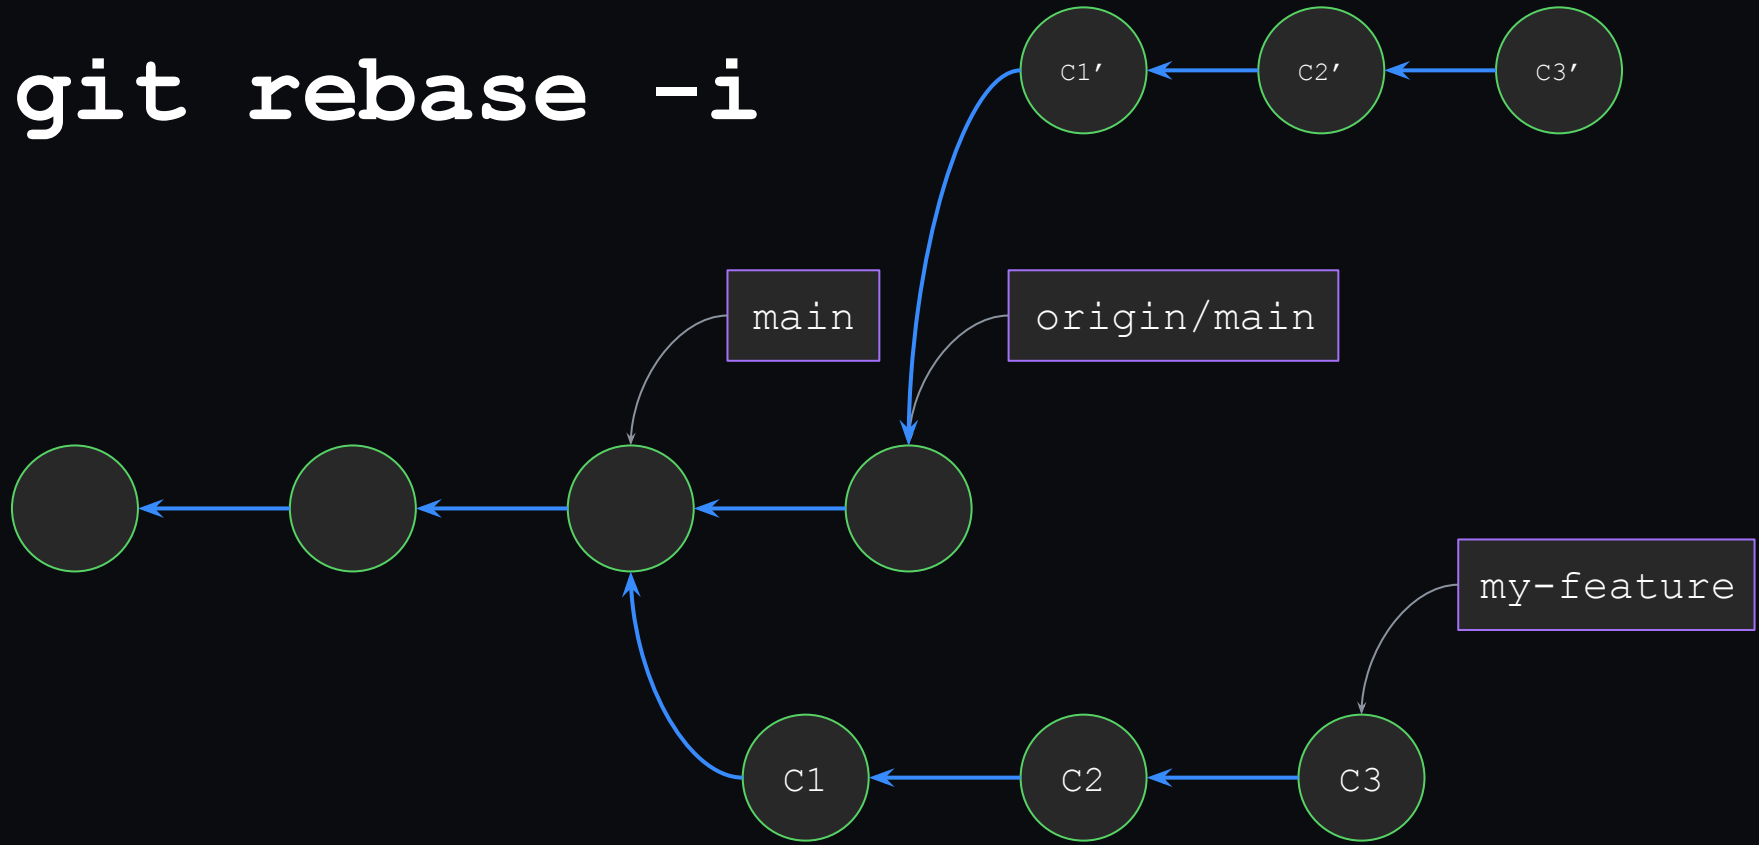 git rebase -i
C1’
C2’
C3’
main
origin/main
my-feature
C1
C2
C3